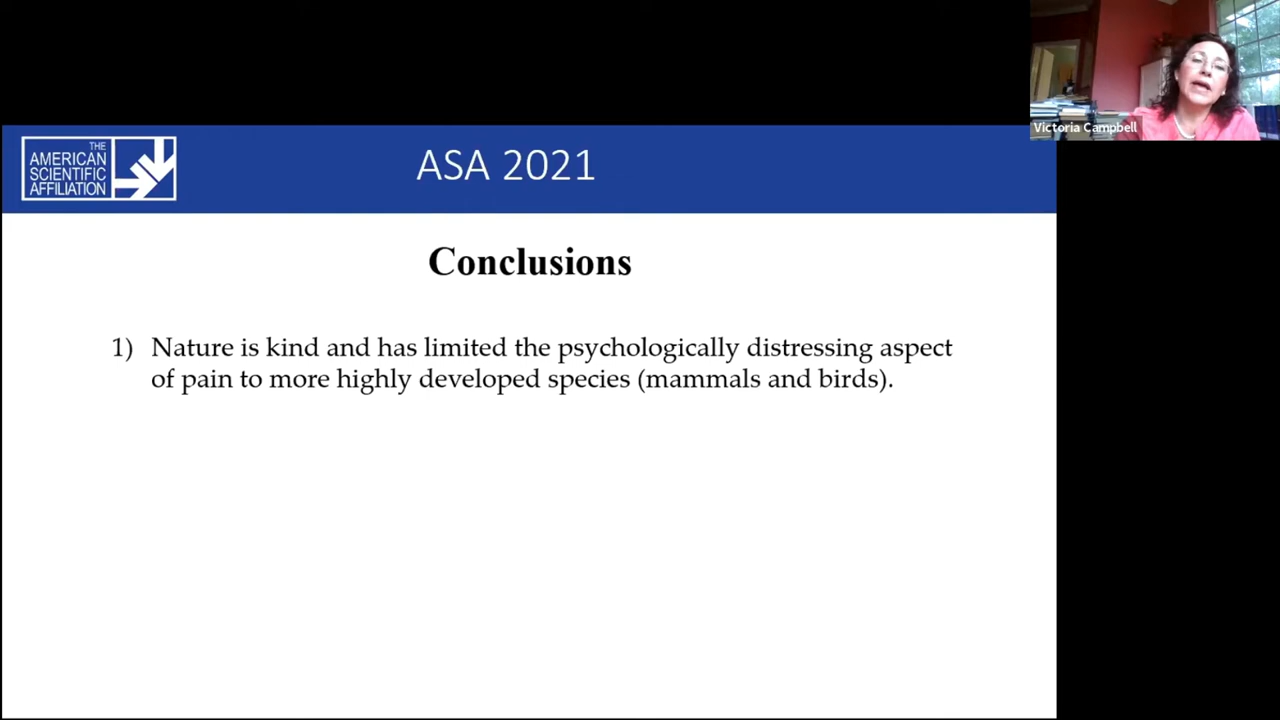 Victoria Campbell
THE
AMERICAN
SCIENTIFIC
AFFILIATION
ASA 2021
Conclusions
1) Nature is kind and has limited the psychologically distressing aspect
of pain to more highly developed species (mammals and birds).